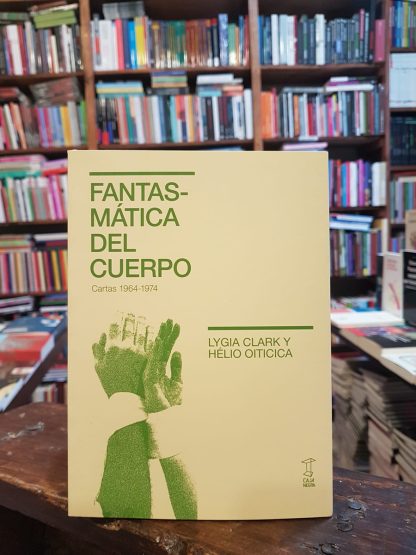 FANTAS-
MÁTICA
DEL
CUERPO
Cartas 1964-1974
LYGIA CLARK Y
HÉLIO OITICICA
CAJA
NEGRA